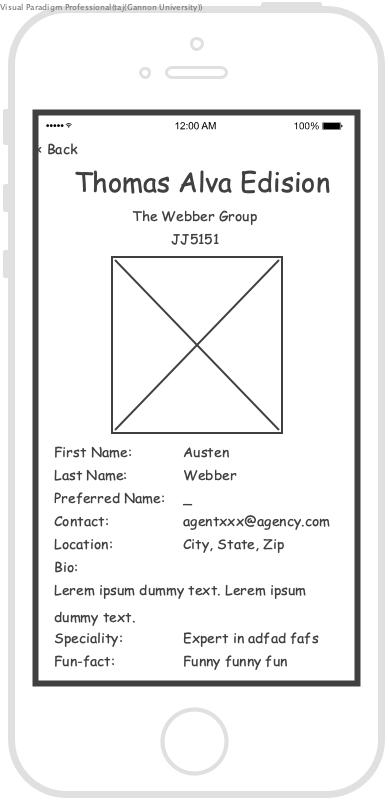 Visual Paradigm Professional(taj(Gannon University))
12:00 AM 100%
‹ Back
Thomas Alva Edision
The Webber Group
JJ5151
First Name: Austen
Last Name: Webber
Preferred Name: _
Contact: agentxxx@agency.com
Location: City, State, Zip
Bio:
Lerem ipsum dummy text. Lerem ipsum
dummy text.
Speciality: Expert in adfad fafs
Fun-fact: Funny funny fun